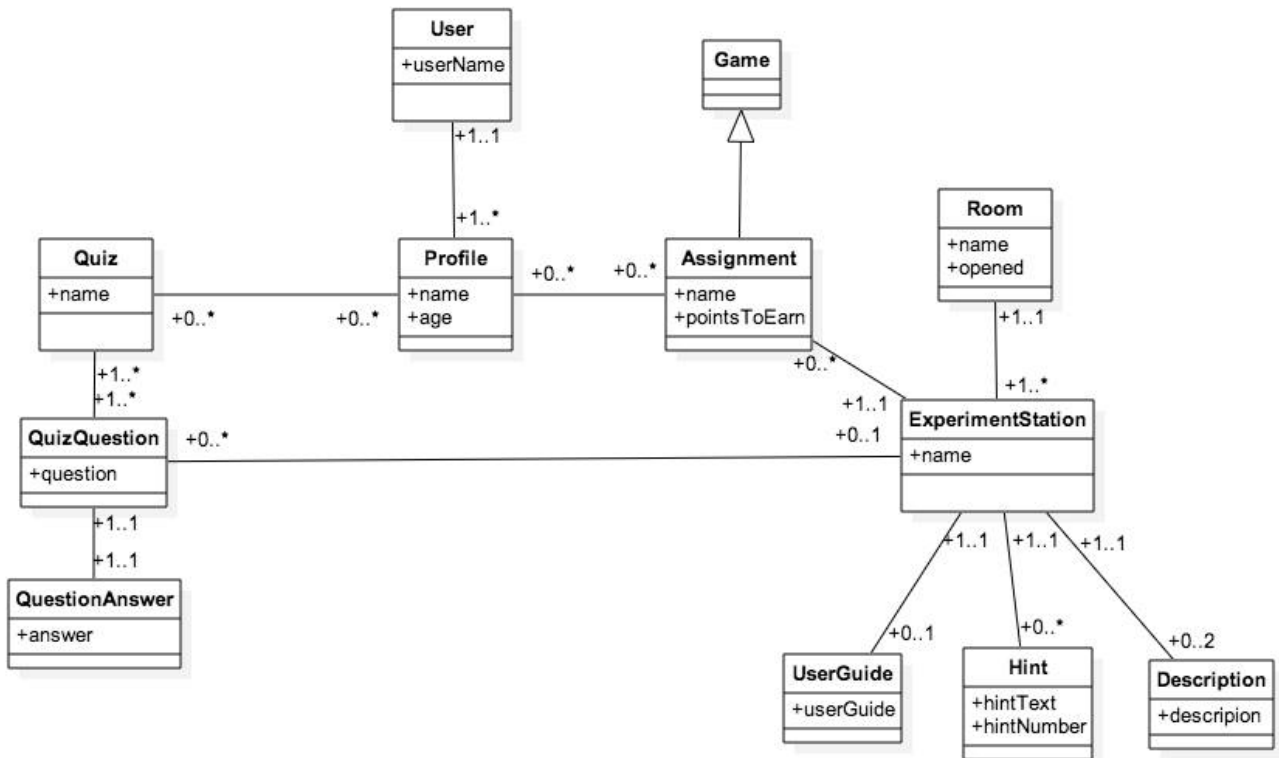 User
+userName
Game
+1..1
Room
+name
+opened
+1..*
Quiz
+name
Profile
+name
+age
+0..*
+0..*
Assignment
+name
+pointsToEarn
+0..*
+0..*
+1..1
+0..*
+1..*
+1..*
+1..1
+1..*
QuizQuestion
+question
+0..*
+0..1
ExperimentStation
+name
+1..1
+1..1
+1..1
+1..1
+1..1
QuestionAnswer
+answer
+0..1
+0..*
+0..2
UserGuide
+userGuide
Hint
+hintText
+hintNumber
Description
+descripion